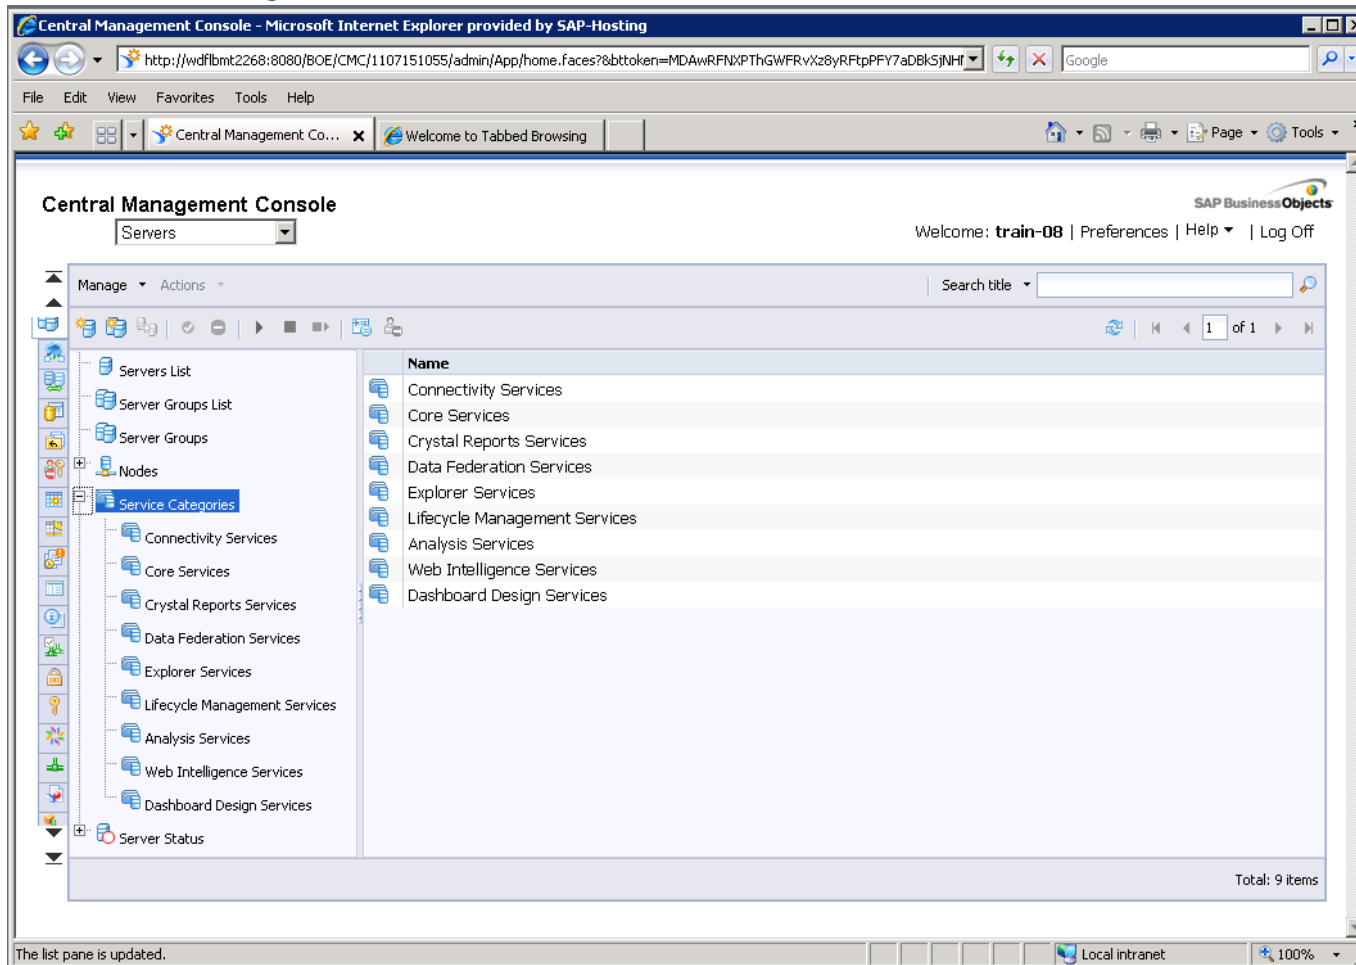 Central Management Console - Microsoft Internet Explorer provided by SAP-Hosting
http://wdflbmt2268:8080/BOE/CMC/1107151055/admin/App/home.faces?&bttoken=MDAwRFNXPThGWFRvXz8yRFtpPFY7aDBkSjNHf
Google
File Edit View Favorites Tools Help
Central Management Co...
Welcome to Tabbed Browsing
Page
Tools
Central Management Console
SAP BusinessObjects
Servers
Welcome: train-08 | Preferences | Help | Log Off
Manage Actions
Search title
1 of 1
Servers List
Server Groups List
Server Groups
Nodes
Service Categories
Connectivity Services
Core Services
Crystal Reports Services
Data Federation Services
Explorer Services
Lifecycle Management Services
Analysis Services
Web Intelligence Services
Dashboard Design Services
Server Status
Name
Connectivity Services
Core Services
Crystal Reports Services
Data Federation Services
Explorer Services
Lifecycle Management Services
Analysis Services
Web Intelligence Services
Dashboard Design Services
Total: 9 items
The list pane is updated.
Local intranet
100%